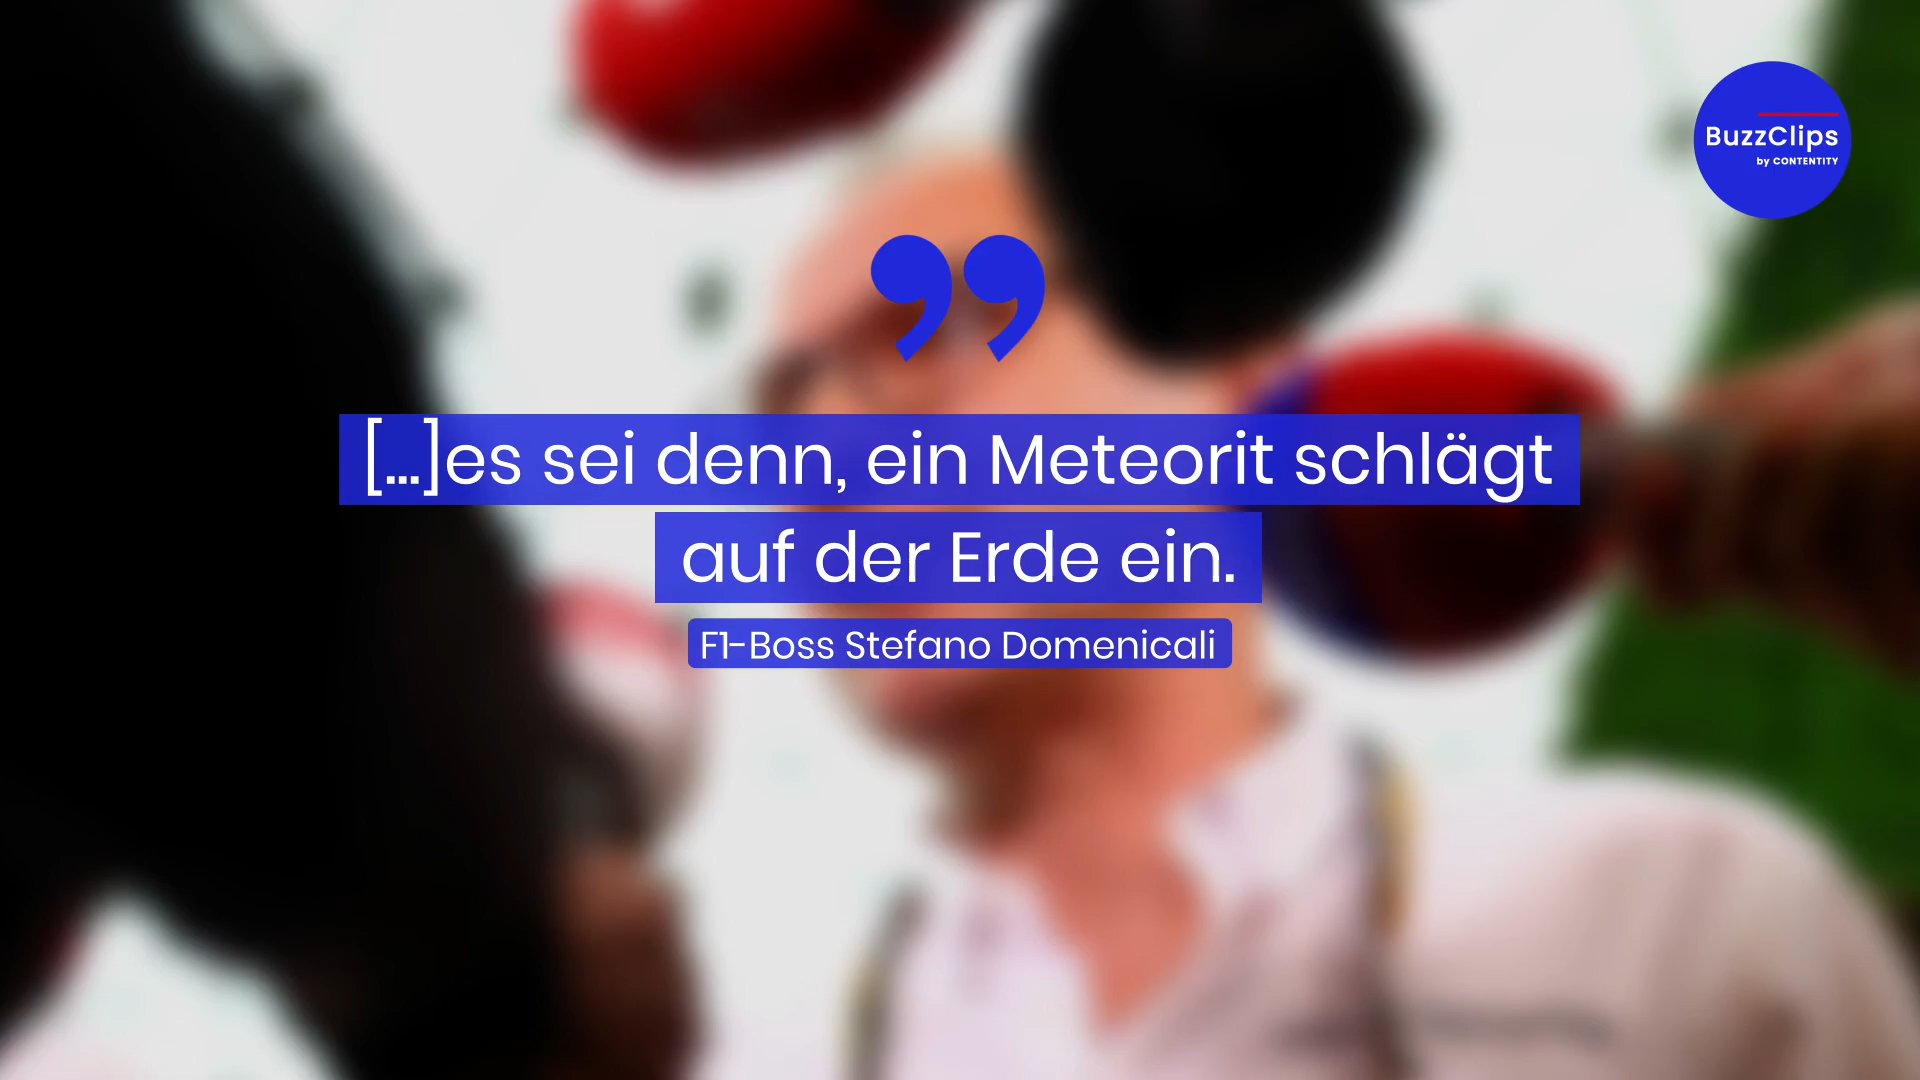 BuzzClips
by CONTENTITY
”
[...]es sei denn, ein Meteorit schlägt
auf der Erde ein.
F1-Boss Stefano Domenicali